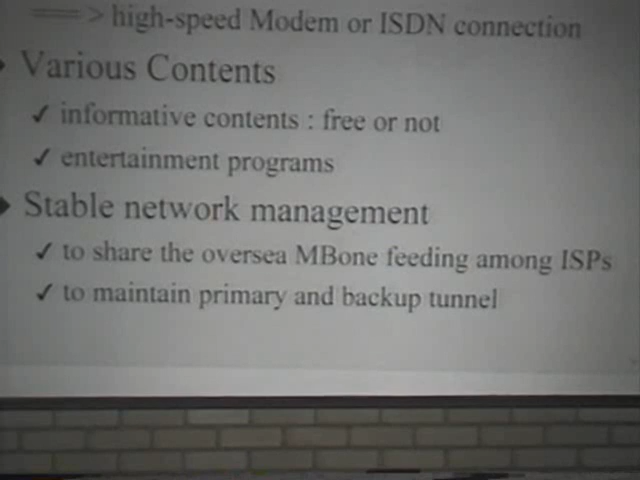 ====> high-speed Modem or ISDN connection
Various Contents
✓ informative contents : free or not
✓ entertainment programs
Stable network management
✓ to share the oversea MBone feeding among ISPs
✓ to maintain primary and backup tunnel